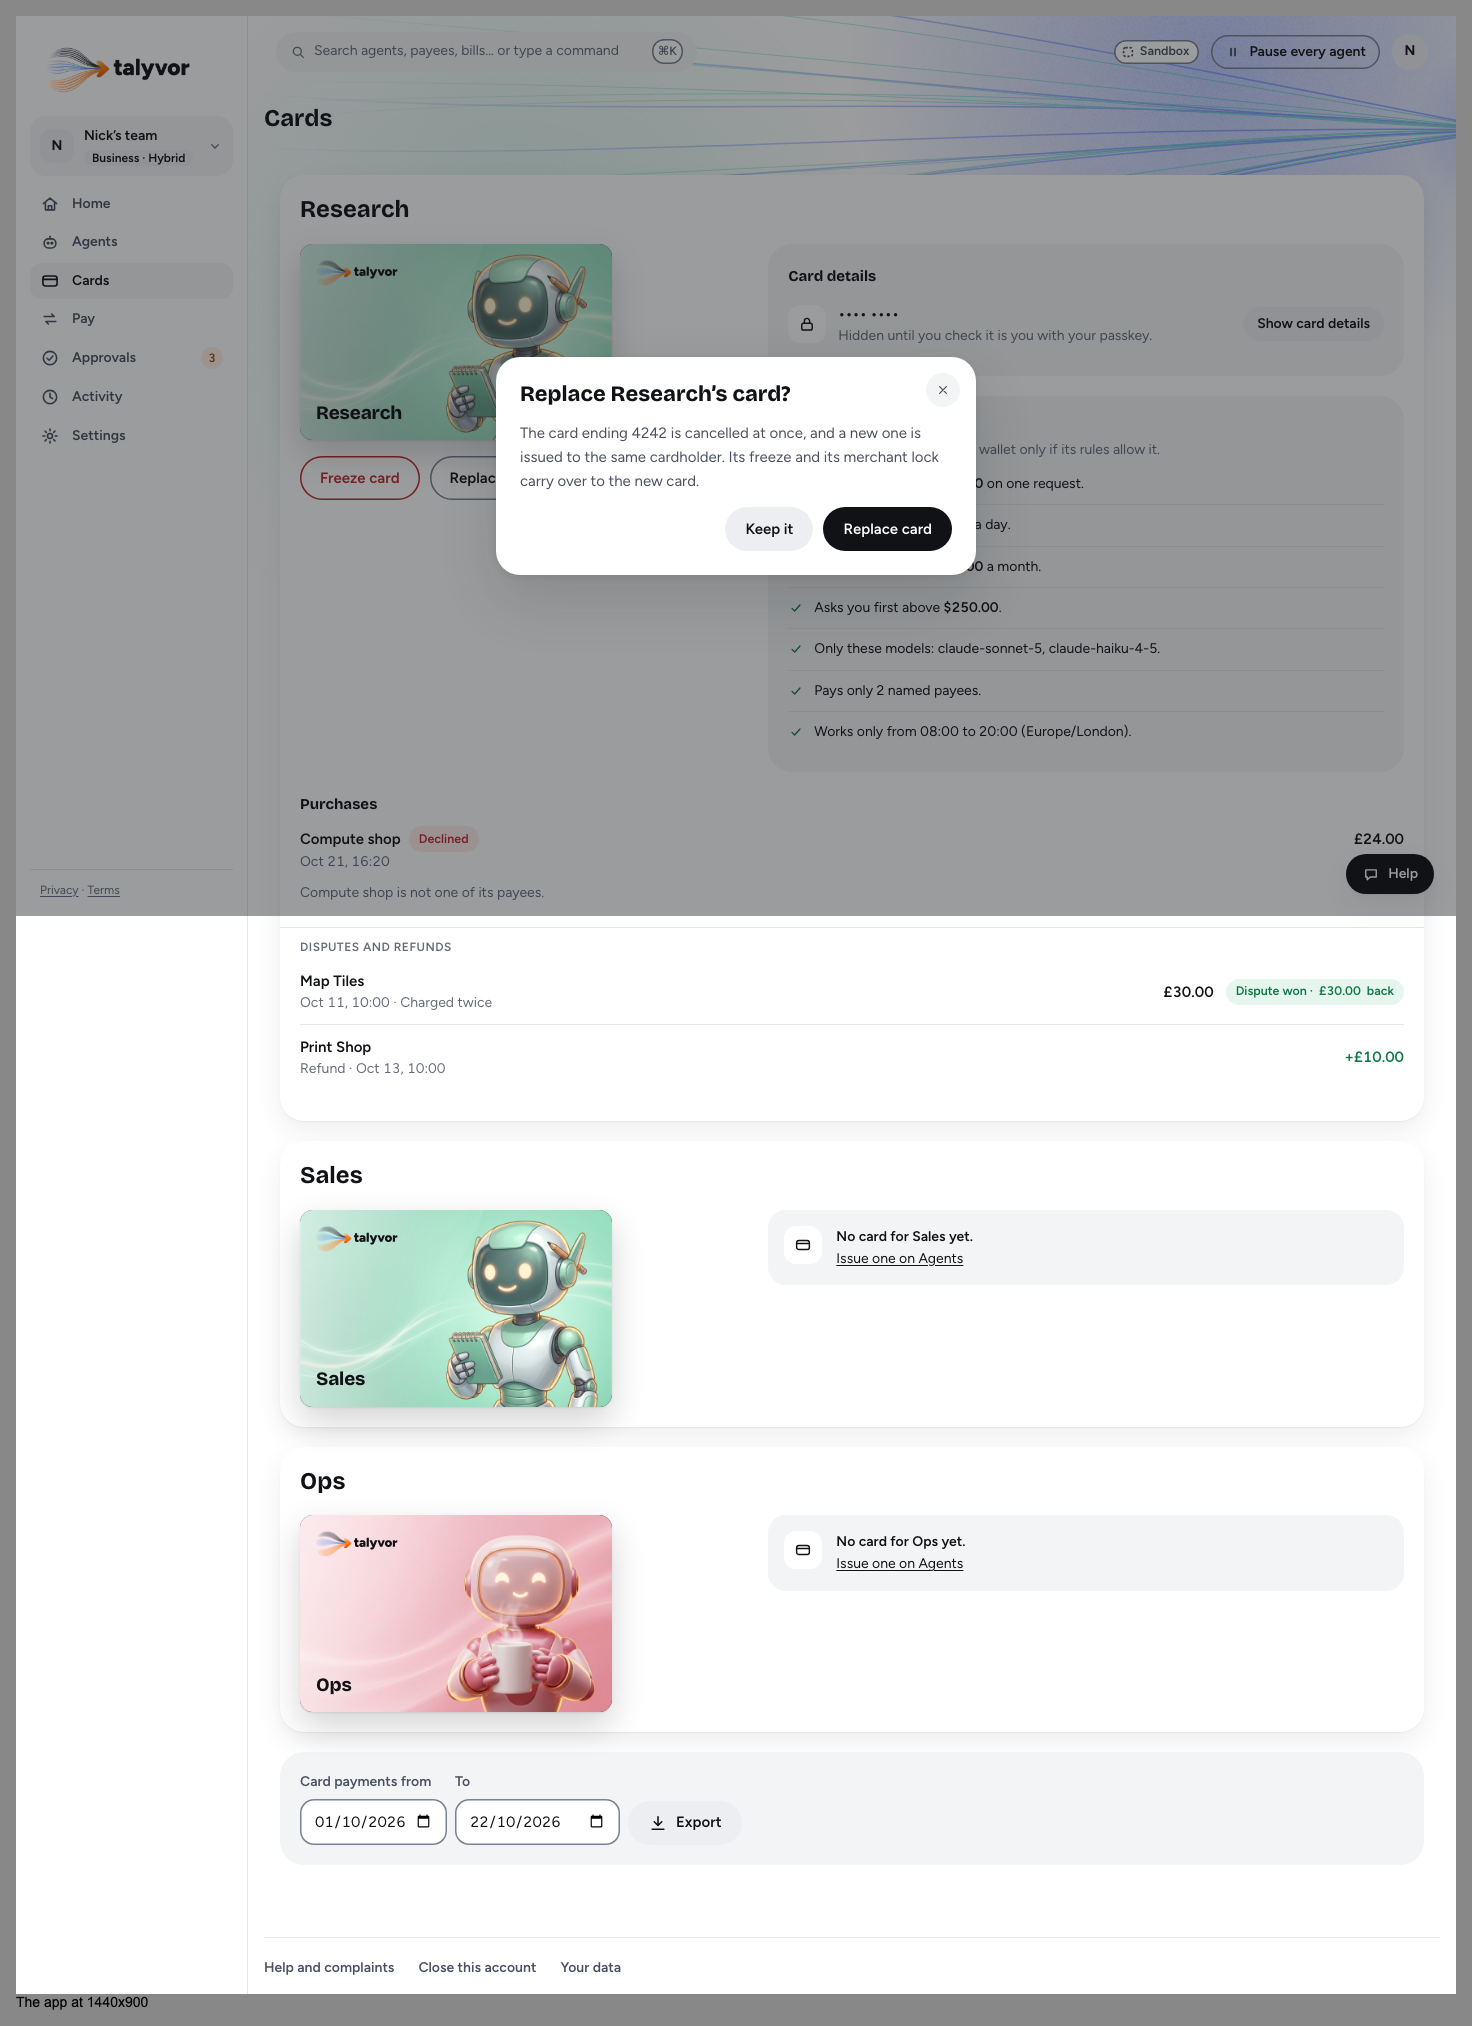 talyvor
Search agents, payees, bills... or type a command
⌘K
Sandbox
Pause every agent
N
N
Nick's team
Business · Hybrid
Home
Agents
Cards
Pay
Approvals
3
Activity
Settings
Privacy · Terms
Cards
Research
talyvor
Research
Freeze card
Replac
Card details
•••• ••••
Hidden until you check it is you with your passkey.
Show card details
Replace Research's card?
The card ending 4242 is cancelled at once, and a new one is
issued to the same cardholder. Its freeze and its merchant lock
carry over to the new card.
Keep it
Replace card
wallet only if its rules allow it.
0 on one request.
a day.
00 a month.
Asks you first above $250.00.
Only these models: claude-sonnet-5, claude-haiku-4-5.
Pays only 2 named payees.
Works only from 08:00 to 20:00 (Europe/London).
Purchases
Compute shop
Declined
£24.00
Oct 21, 16:20
Compute shop is not one of its payees.
Help
DISPUTES AND REFUNDS
Map Tiles
Oct 11, 10:00 · Charged twice
£30.00
Dispute won · £30.00 back
Print Shop
Refund · Oct 13, 10:00
+£10.00
Sales
talyvor
Sales
No card for Sales yet.
Issue one on Agents
Ops
talyvor
Ops
No card for Ops yet.
Issue one on Agents
Card payments from
To
01/10/2026
22/10/2026
Export
Help and complaints
Close this account
Your data
The app at 1440x900